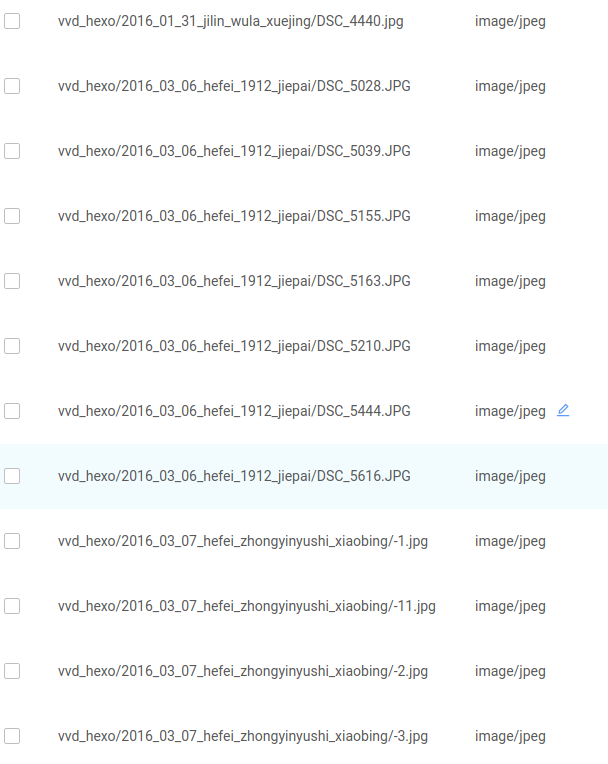 vvd_hexo/2016_01_31_jilin_wula_xuejing/DSC_4440.jpg image/jpeg
vvd_hexo/2016_03_06_hefei_1912_jiepai/DSC_5028.JPG image/jpeg
vvd_hexo/2016_03_06_hefei_1912_jiepai/DSC_5039.JPG image/jpeg
vvd_hexo/2016_03_06_hefei_1912_jiepai/DSC_5155.JPG image/jpeg
vvd_hexo/2016_03_06_hefei_1912_jiepai/DSC_5163.JPG image/jpeg
vvd_hexo/2016_03_06_hefei_1912_jiepai/DSC_5210.JPG image/jpeg
vvd_hexo/2016_03_06_hefei_1912_jiepai/DSC_5444.JPG image/jpeg
vvd_hexo/2016_03_06_hefei_1912_jiepai/DSC_5616.JPG image/jpeg
vvd_hexo/2016_03_07_hefei_zhongyinyushi_xiaobing/-1.jpg image/jpeg
vvd_hexo/2016_03_07_hefei_zhongyinyushi_xiaobing/-11.jpg image/jpeg
vvd_hexo/2016_03_07_hefei_zhongyinyushi_xiaobing/-2.jpg image/jpeg
vvd_hexo/2016_03_07_hefei_zhongyinyushi_xiaobing/-3.jpg image/jpeg